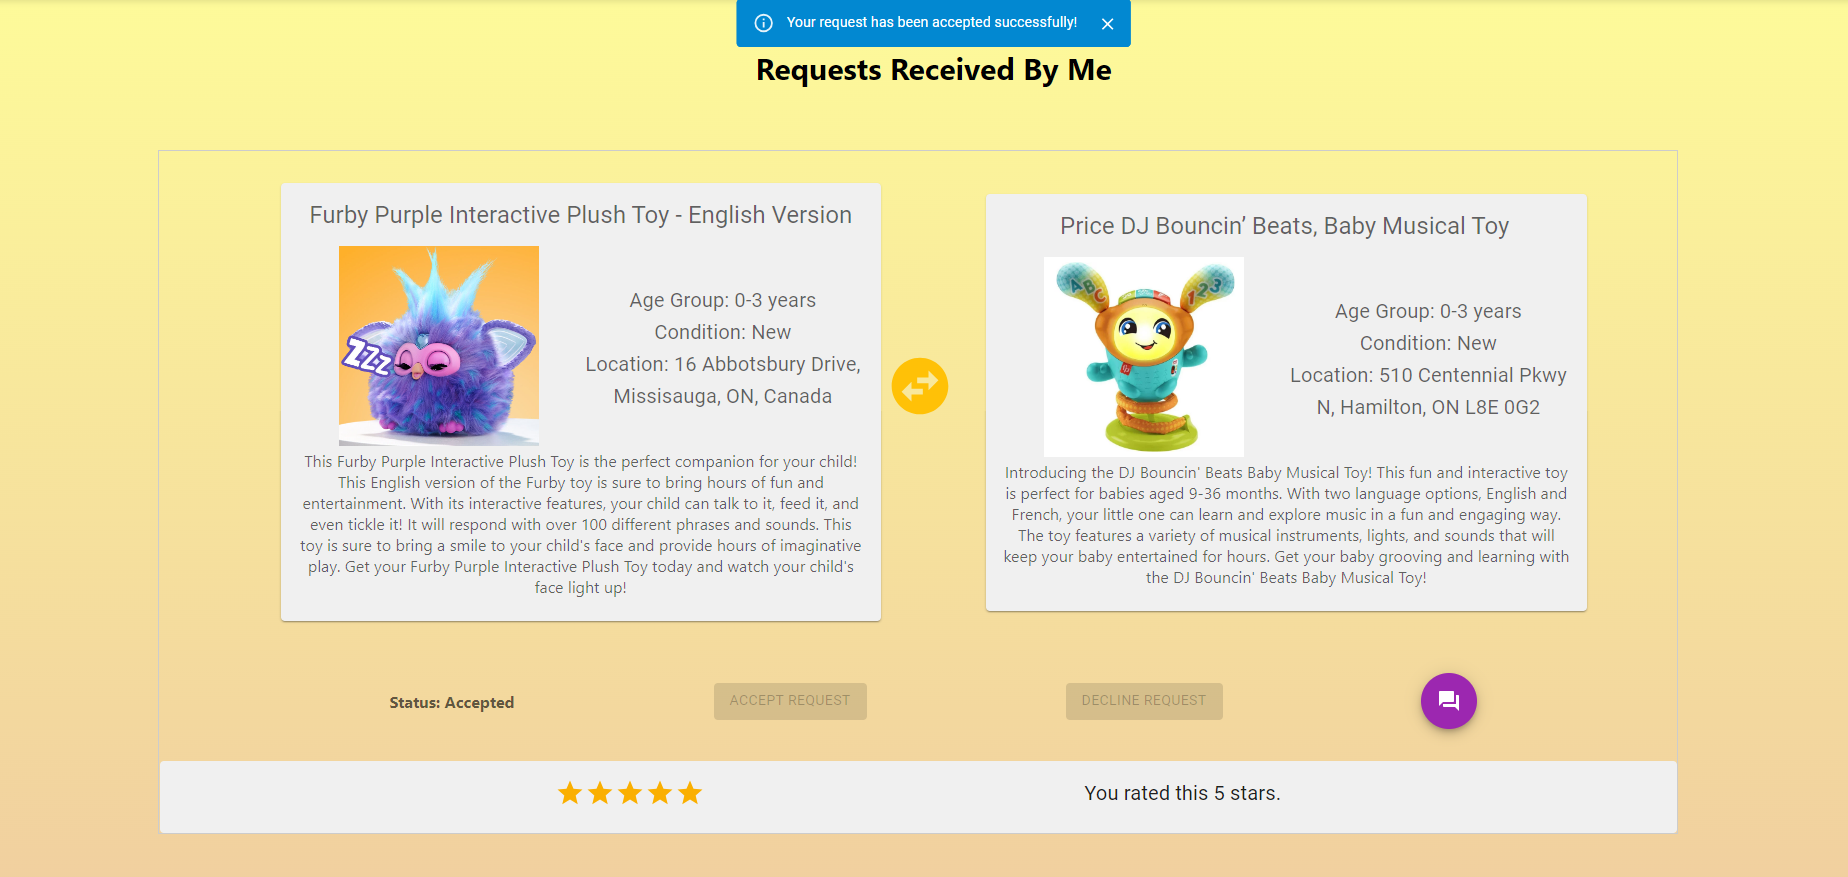 Your request has been accepted successfully!
Requests Received By Me
Furby Purple Interactive Plush Toy - English Version
ZZZ
Age Group: 0-3 years
Condition: New
Location: 16 Abbotsbury Drive,
Missisauga, ON, Canada
This Furby Purple Interactive Plush Toy is the perfect companion for your child!
This English version of the Furby toy is sure to bring hours of fun and
entertainment. With its interactive features, your child can talk to it, feed it, and
even tickle it! It will respond with over 100 different phrases and sounds. This
toy is sure to bring a smile to your child's face and provide hours of imaginative
play. Get your Furby Purple Interactive Plush Toy today and watch your child's
face light up!
Price DJ Bouncin’ Beats, Baby Musical Toy
ABC
123
Age Group: 0-3 years
Condition: New
Location: 510 Centennial Pkwy
N, Hamilton, ON L8E 0G2
Introducing the DJ Bouncin' Beats Baby Musical Toy! This fun and interactive toy
is perfect for babies aged 9-36 months. With two language options, English and
French, your little one can learn and explore music in a fun and engaging way.
The toy features a variety of musical instruments, lights, and sounds that will
keep your baby entertained for hours. Get your baby grooving and learning with
the DJ Bouncin' Beats Baby Musical Toy!
Status: Accepted
ACCEPT REQUEST
DECLINE REQUEST
You rated this 5 stars.